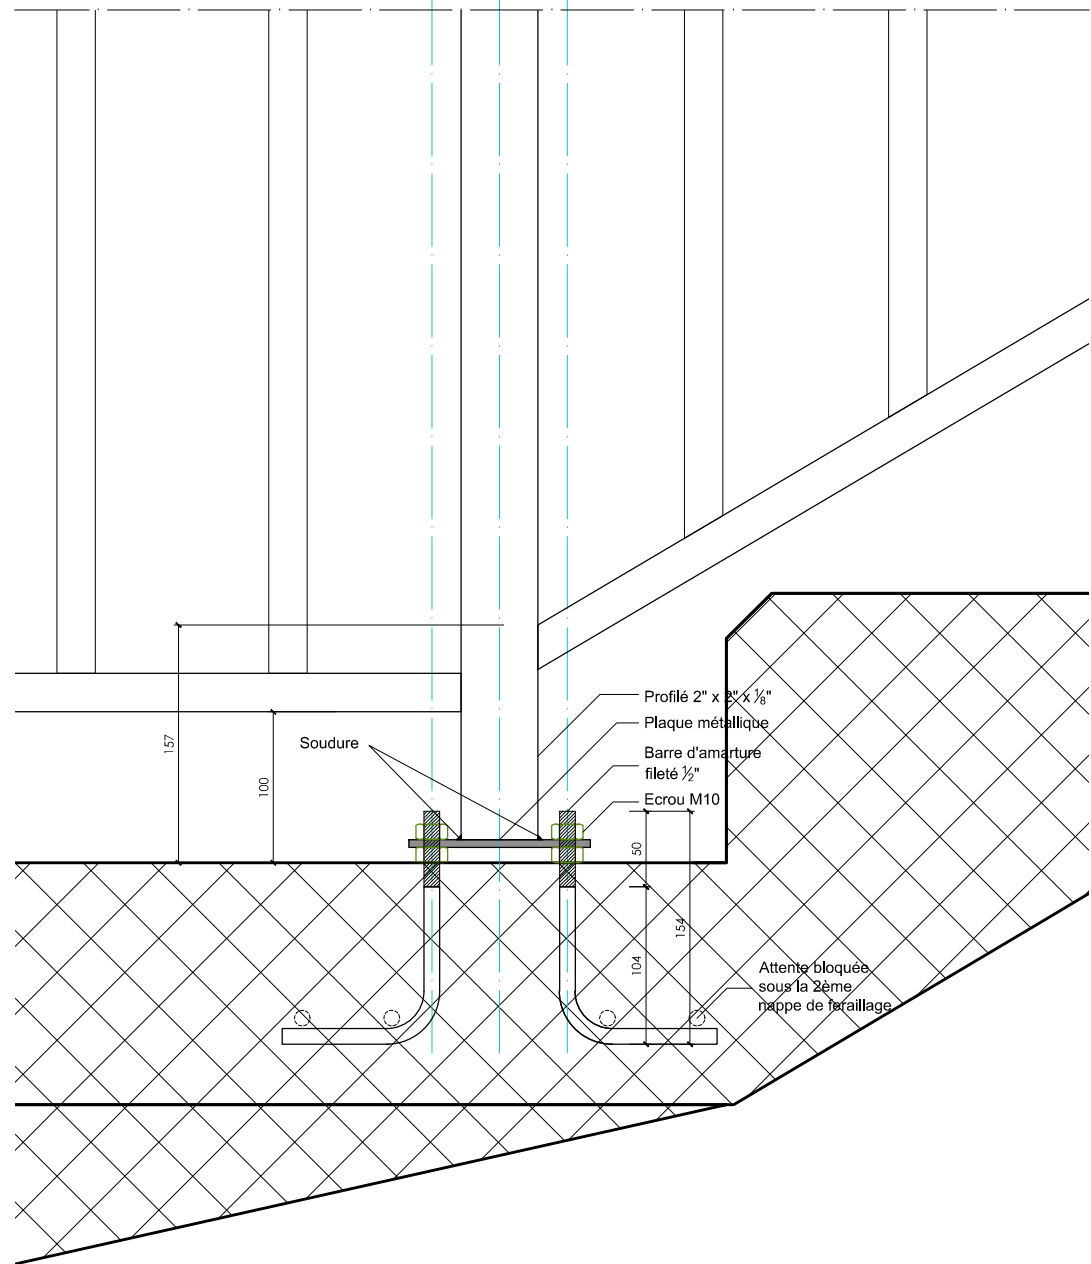 Profilé 2" x 2" x ⅛"
Plaque métallique
Soudure
Barre d'amarture
fileté ½"
Ecrou M10
157
100
50
154
104
Attente bloquée
sous la 2ème
nappe de feraillage